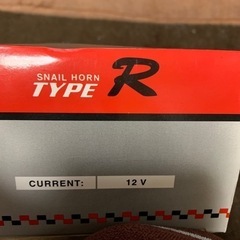 SNAIL HORN
TYPE R
CURRENT: 12 V